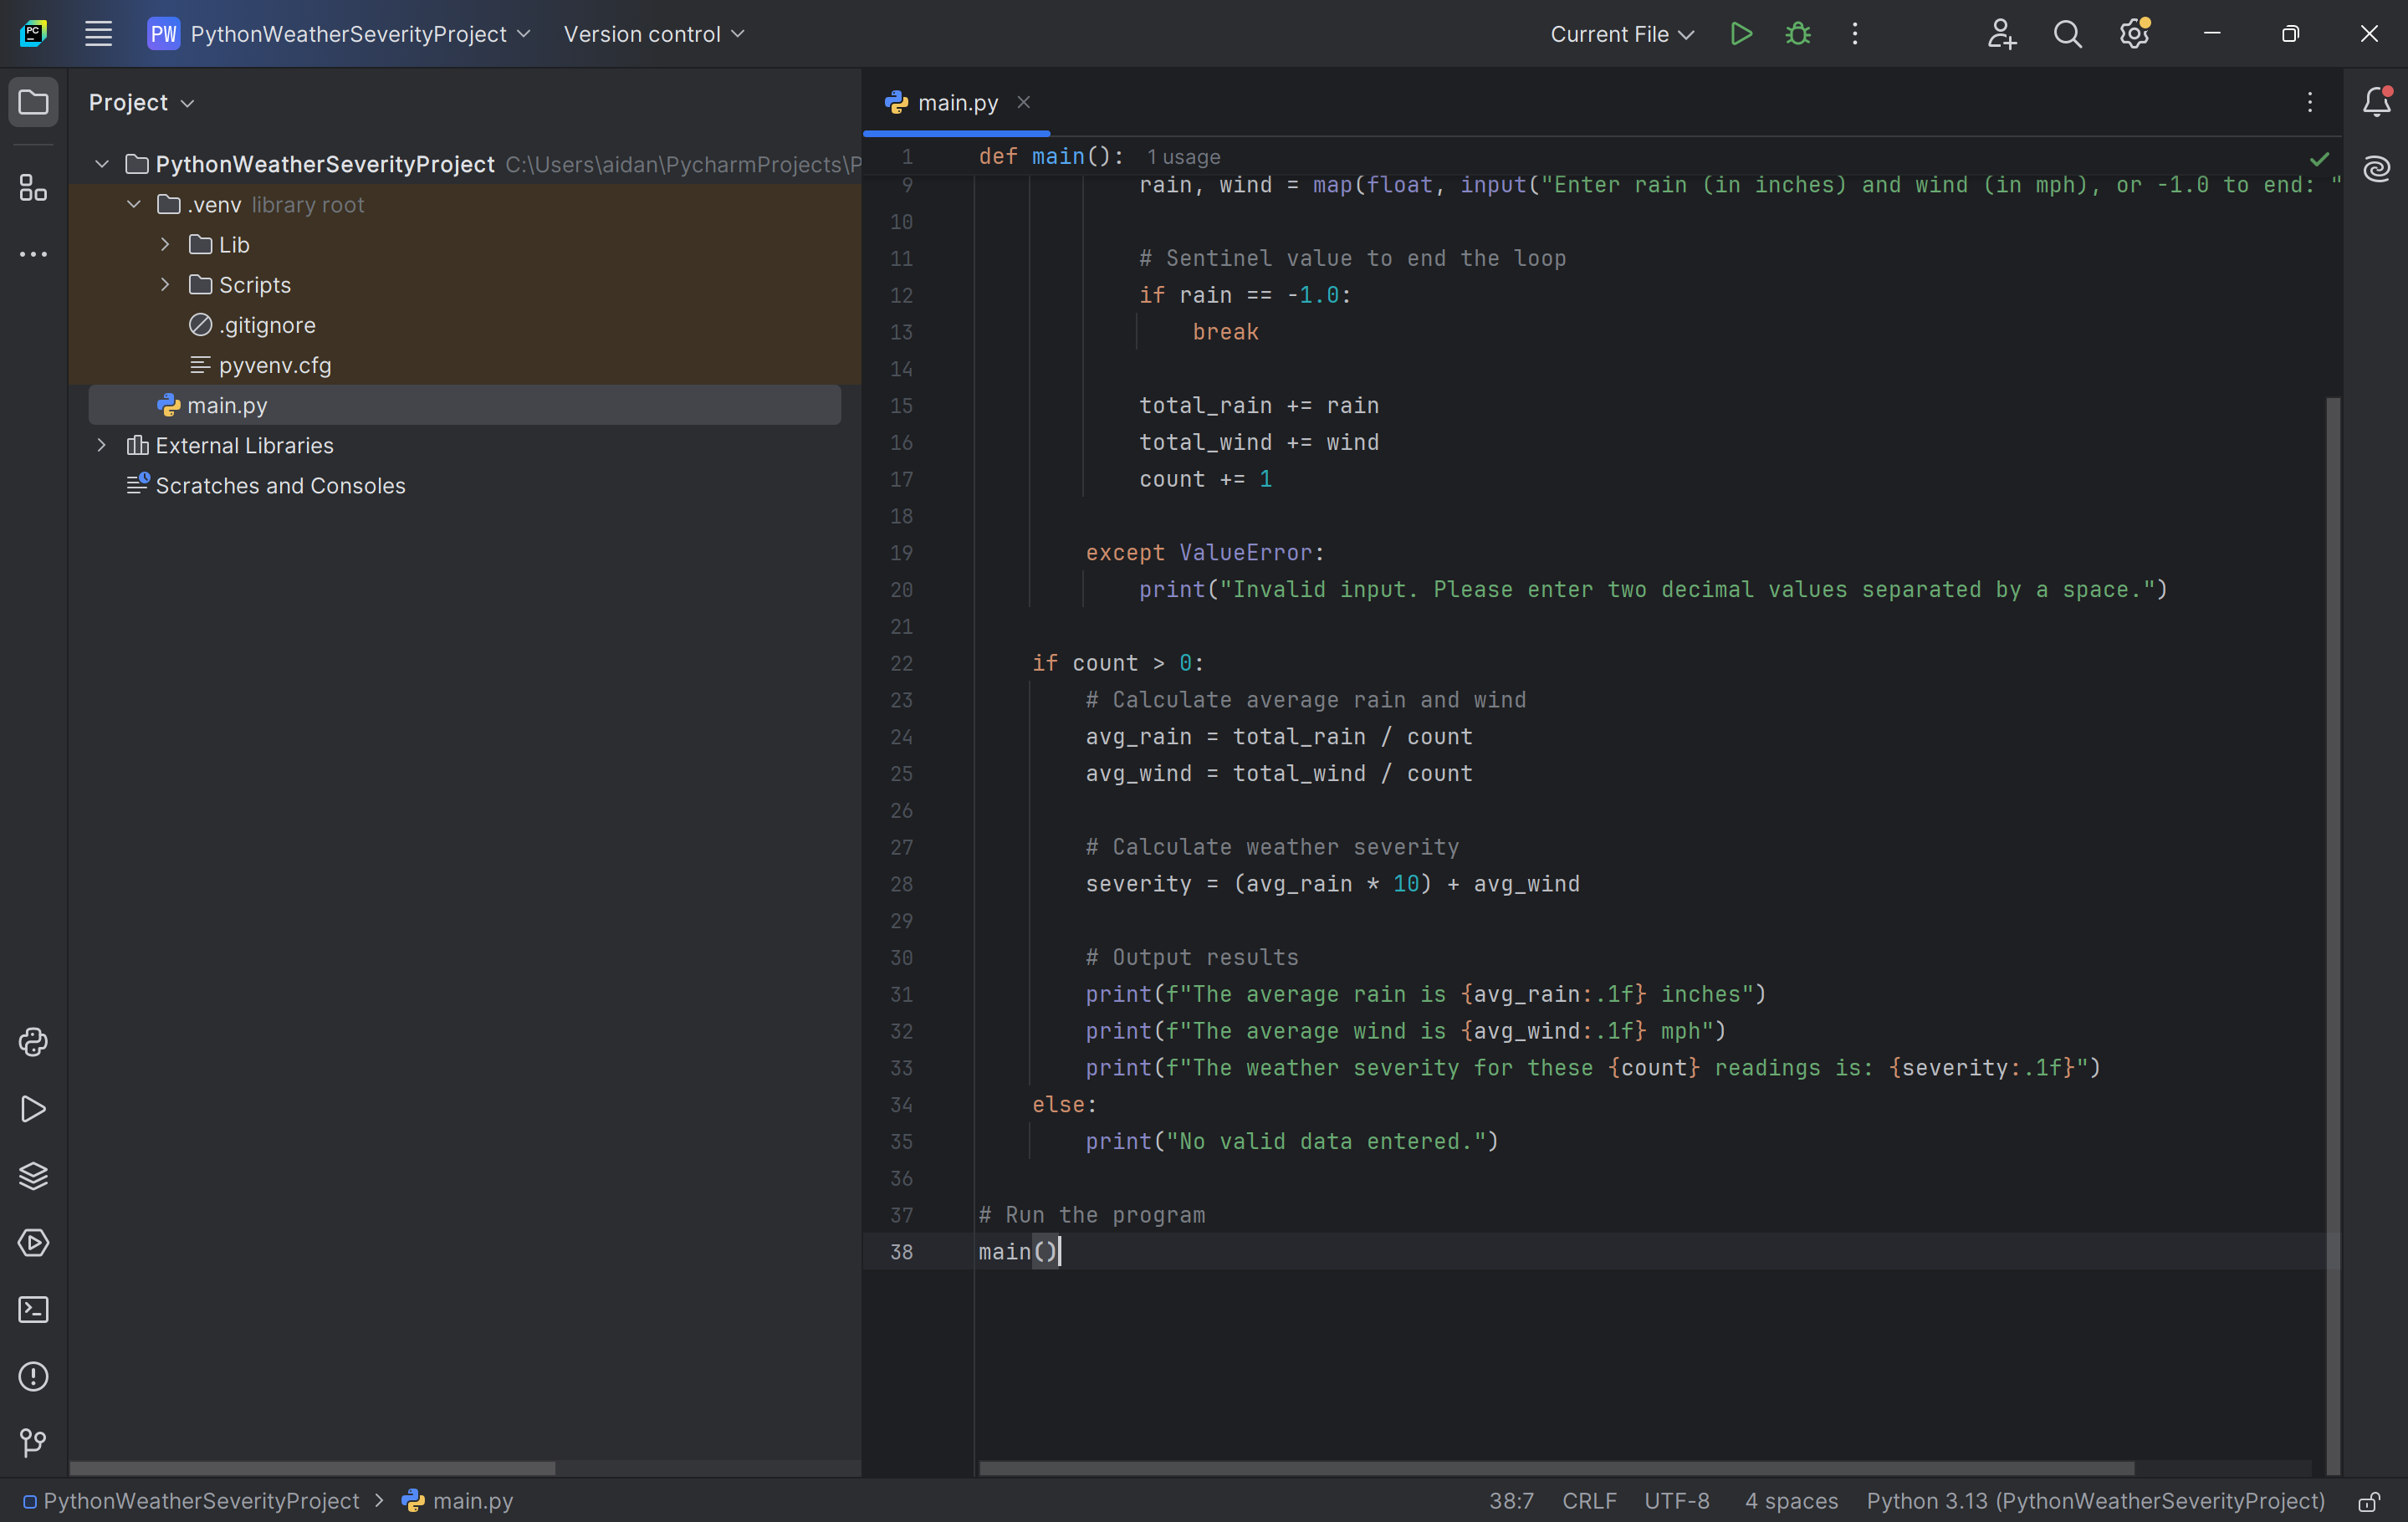 PC
PW PythonWeatherSeverityProject Version control Current File
Project
PythonWeatherSeverityProject C:\Users\aidan\PycharmProjects\P
.venv library root
Lib
Scripts
.gitignore
pyvenv.cfg
main.py
External Libraries
Scratches and Consoles
main.py
1 def main(): 1 usage
9 rain, wind = map(float, input("Enter rain (in inches) and wind (in mph), or -1.0 to end: "
10
11 # Sentinel value to end the loop
12 if rain == -1.0:
13 break
14
15 total_rain += rain
16 total_wind += wind
17 count += 1
18
19 except ValueError:
20 print("Invalid input. Please enter two decimal values separated by a space.")
21
22 if count > 0:
23 # Calculate average rain and wind
24 avg_rain = total_rain / count
25 avg_wind = total_wind / count
26
27 # Calculate weather severity
28 severity = (avg_rain * 10) + avg_wind
29
30 # Output results
31 print(f"The average rain is {avg_rain:.1f} inches")
32 print(f"The average wind is {avg_wind:.1f} mph")
33 print(f"The weather severity for these {count} readings is: {severity:.1f}")
34 else:
35 print("No valid data entered.")
36
37 # Run the program
38 main()
PythonWeatherSeverityProject > main.py 38:7 CRLF UTF-8 4 spaces Python 3.13 (PythonWeatherSeverityProject)